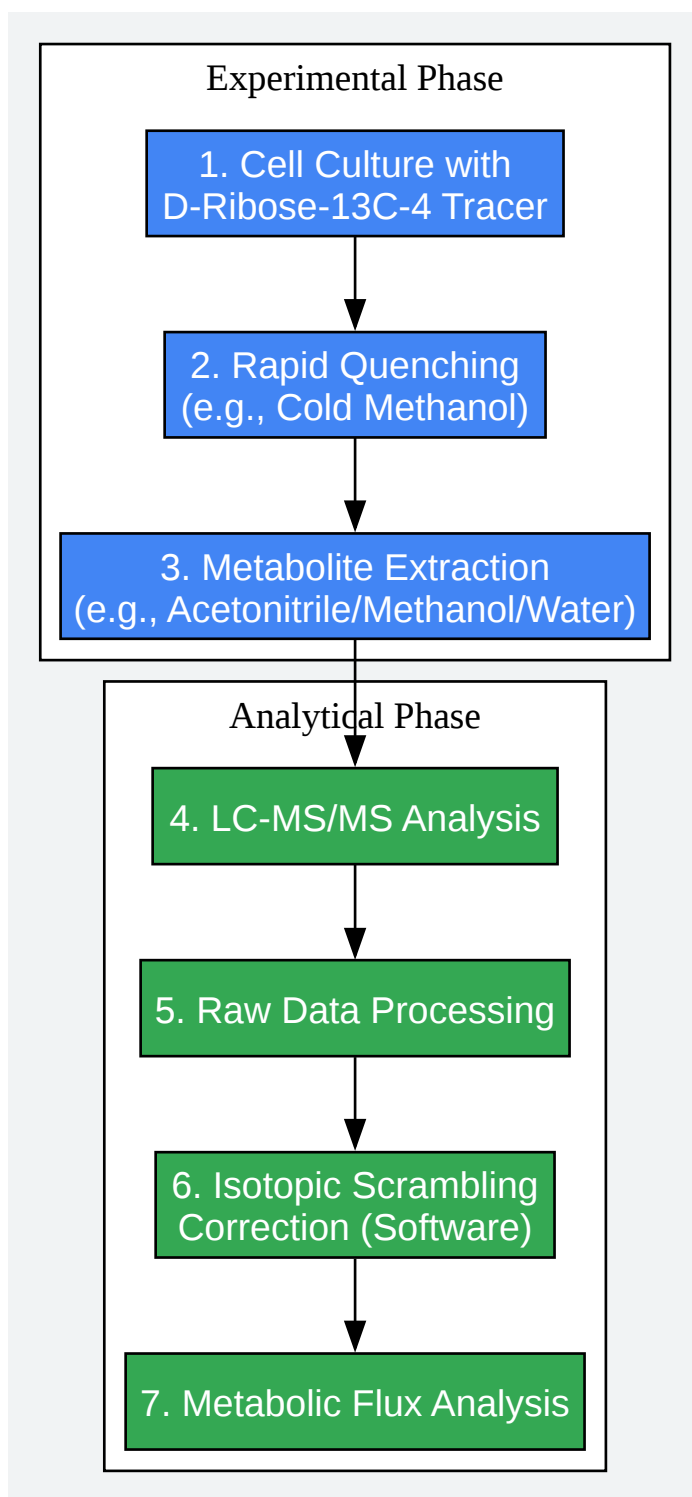 Experimental Phase
1. Cell Culture with
D-Ribose-13C-4 Tracer
2. Rapid Quenching
(e.g., Cold Methanol)
3. Metabolite Extraction
(e.g., Acetonitrile/Methanol/Water)
Analytical Phase
4. LC-MS/MS Analysis
5. Raw Data Processing
6. Isotopic Scrambling
Correction (Software)
7. Metabolic Flux Analysis